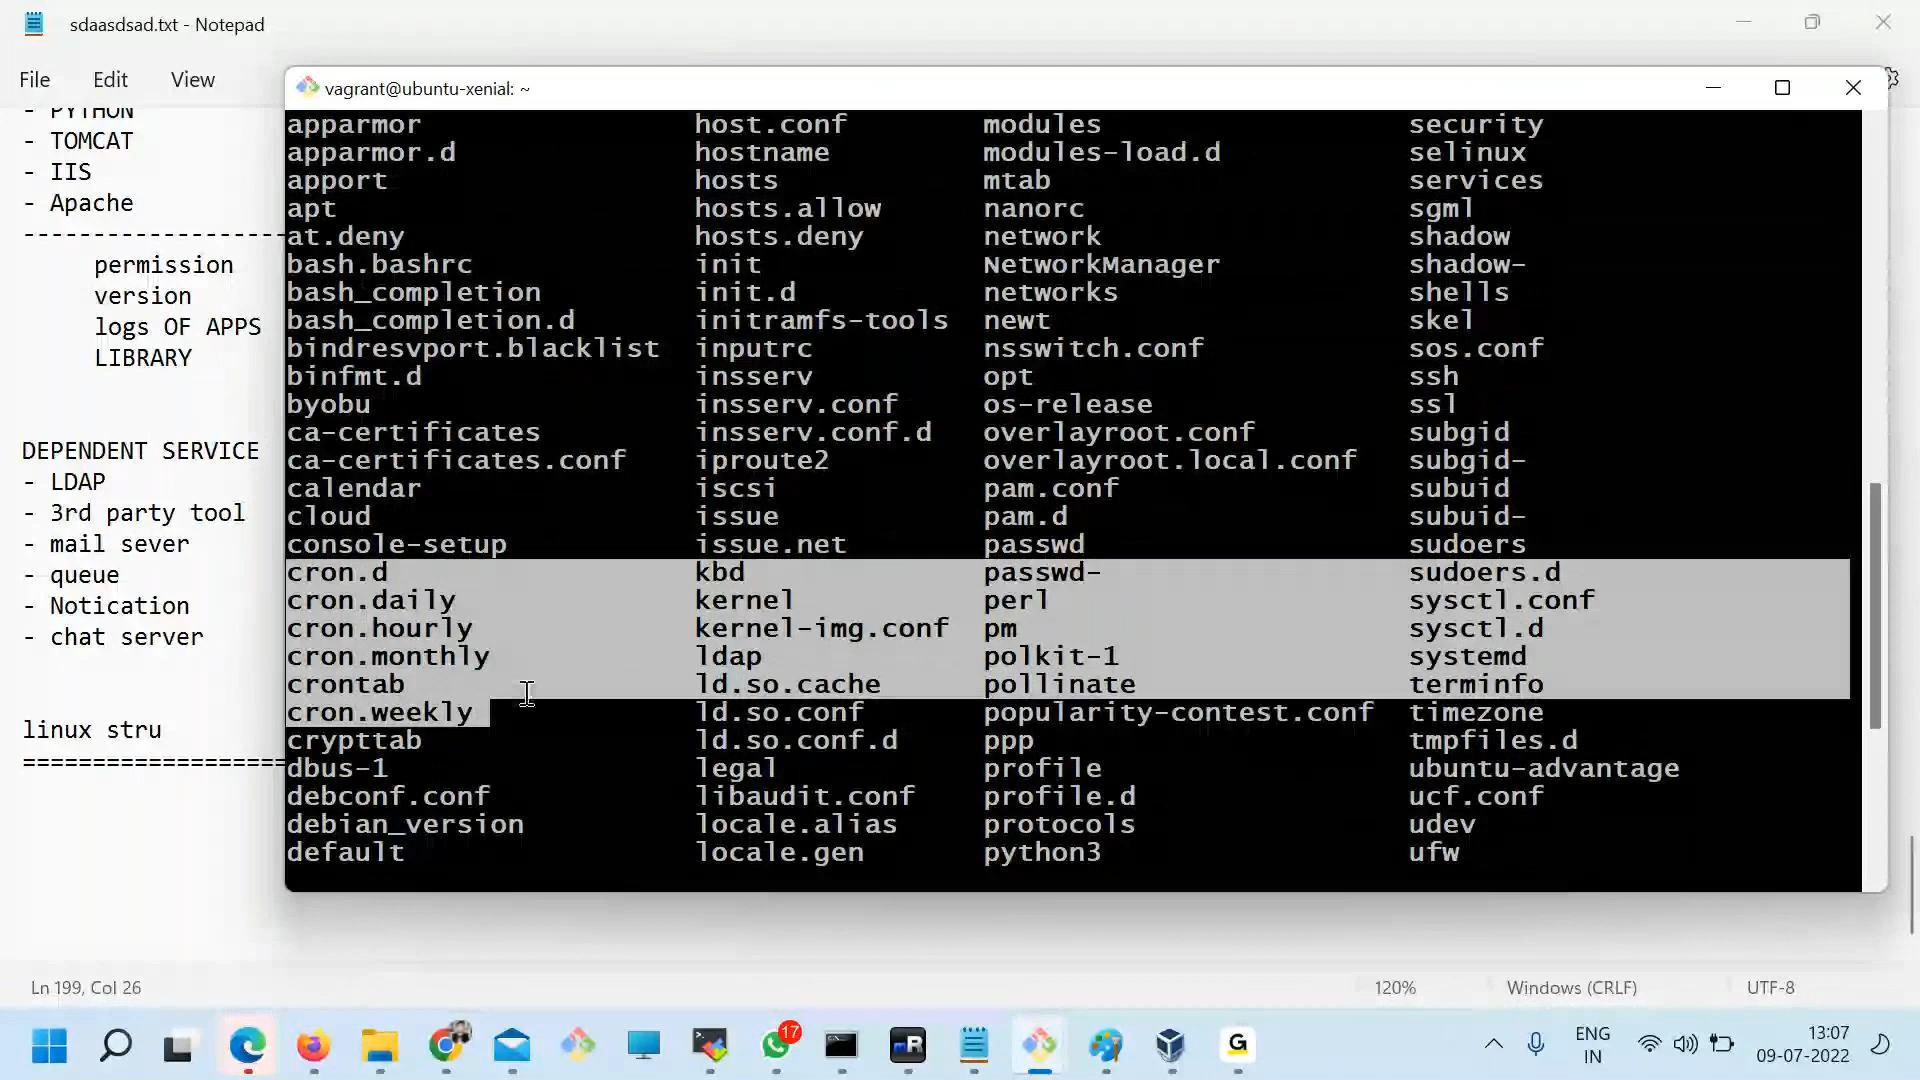 sdaasdsad.txt - Notepad
File Edit View
- PYTHON
- TOMCAT
- IIS
- Apache
--------------------
permission
version
logs OF APPS
LIBRARY
DEPENDENT SERVICE
- LDAP
- 3rd party tool
- mail sever
- queue
- Notication
- chat server
linux stru
===================
vagrant@ubuntu-xenial: ~
apparmor host.conf modules security
apparmor.d hostname modules-load.d selinux
apport hosts mtab services
apt hosts.allow nanorc sgml
at.deny hosts.deny network shadow
bash.bashrc init NetworkManager shadow-
bash_completion init.d networks shells
bash_completion.d initramfs-tools newt skel
bindresvport.blacklist inputrc nsswitch.conf sos.conf
binfmt.d insserv opt ssh
byobu insserv.conf os-release ssl
ca-certificates insserv.conf.d overlayroot.conf subgid
ca-certificates.conf iproute2 overlayroot.local.conf subgid-
calendar iscsi pam.conf subuid
cloud issue pam.d subuid-
console-setup issue.net passwd sudoers
cron.d kbd passwd- sudoers.d
cron.daily kernel perl sysctl.conf
cron.hourly kernel-img.conf pm sysctl.d
cron.monthly ldap polkit-1 systemd
crontab ld.so.cache pollinate terminfo
cron.weekly ld.so.conf popularity-contest.conf timezone
crypttab ld.so.conf.d ppp tmpfiles.d
dbus-1 legal profile ubuntu-advantage
debconf.conf libaudit.conf profile.d ucf.conf
debian_version locale.alias protocols udev
default locale.gen python3 ufw
Ln 199, Col 26 120% Windows (CRLF) UTF-8
17
R
G
ENG
IN
13:07
09-07-2022